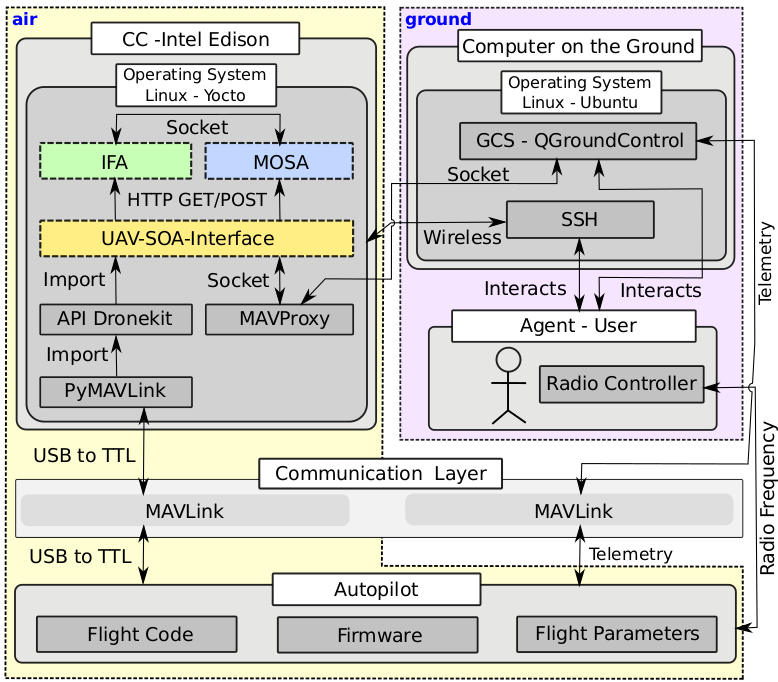 air
ground
CC -Intel Edison
Computer on the Ground
Operating System
Linux - Yocto
Operating System
Linux - Ubuntu
Socket
GCS - QGroundControl
IFA
MOSA
Socket
HTTP GET/POST
SSH
UAV-SOA-Interface
Wireless
Import
Socket
Interacts
Interacts
Telemetry
API Dronekit
MAVProxy
Agent - User
Import
PyMAVLink
Radio Controller
USB to TTL
Communication Layer
Radio Frequency
MAVLink
MAVLink
USB to TTL
Telemetry
Autopilot
Flight Code
Firmware
Flight Parameters